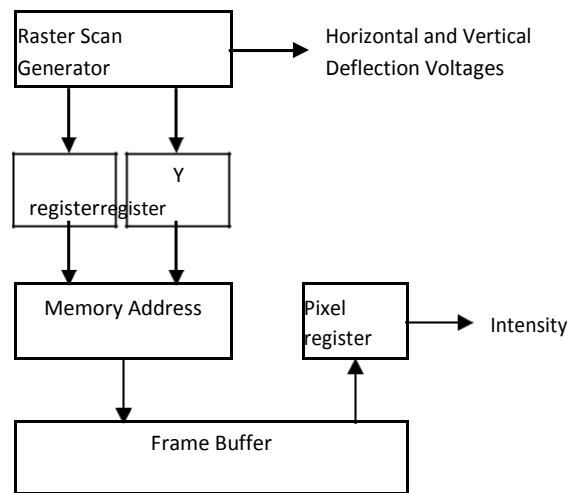 Raster Scan
Generator
Horizontal and Vertical
Deflection Voltages
Y
registerregister
Memory Address
Pixel
register
Intensity
Frame Buffer